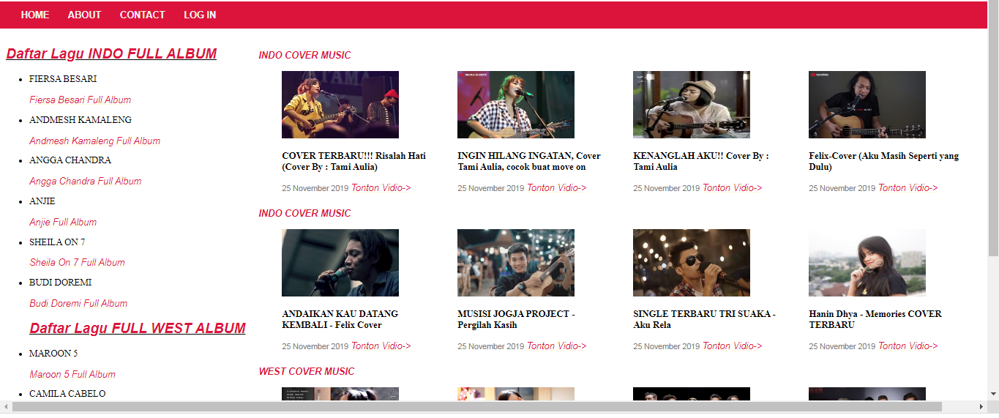 HOME ABOUT CONTACT LOG IN
Daftar Lagu INDO FULL ALBUM
FIERSA BESARI
Fiersa Besari Full Album
ANDMESH KAMALENG
Andmesh Kamaleng Full Album
ANGGA CHANDRA
Angga Chandra Full Album
ANJIE
Anjie Full Album
SHEILA ON 7
Sheila On 7 Full Album
BUDI DOREMI
Budi Doremi Full Album
Daftar Lagu FULL WEST ALBUM
MAROON 5
Maroon 5 Full Album
CAMILA CABELO
INDO COVER MUSIC
COVER TERBARU!!! Risalah Hati
(Cover By : Tami Aulia)
25 November 2019 Tonton Vidio->
INGIN HILANG INGATAN, Cover
Tami Aulia, cocok buat move on
25 November 2019 Tonton Vidio->
KENANGLAH AKU!! Cover By :
Tami Aulia
25 November 2019 Tonton Vidio->
Felix-Cover (Aku Masih Seperti yang
Dulu)
25 November 2019 Tonton Vidio->
INDO COVER MUSIC
ANDAIKAN KAU DATANG
KEMBALI - Felix Cover
25 November 2019 Tonton Vidio->
MUSISI JOGJA PROJECT -
Pergilah Kasih
25 November 2019 Tonton Vidio->
SINGLE TERBARU TRI SUAKA -
Aku Rela
25 November 2019 Tonton Vidio->
Hanin Dhya - Memories COVER
TERBARU
25 November 2019 Tonton Vidio->
WEST COVER MUSIC